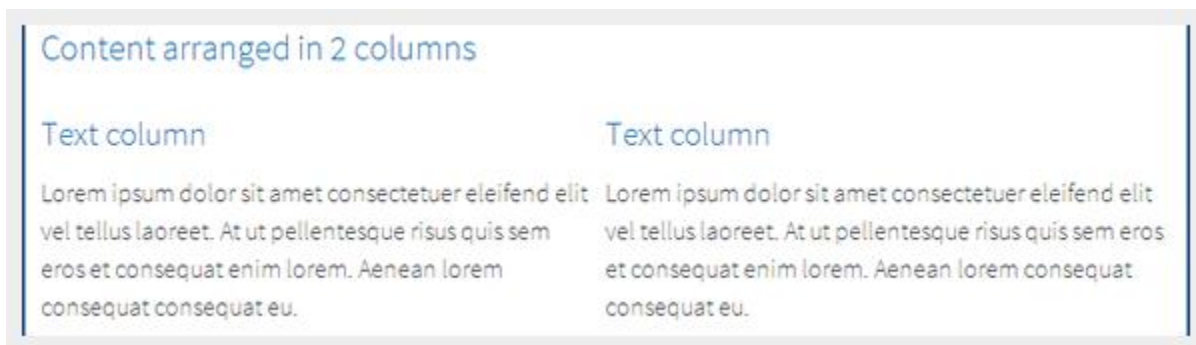 Content arranged in 2 columns
Text column
Lorem ipsum dolor sit amet consectetuer eleifend elit
vel tellus laoreet. At ut pellentesque risus quis sem
eros et consequat enim lorem. Aenean lorem
consequat consequat eu.
Text column
Lorem ipsum dolor sit amet consectetuer eleifend elit
vel tellus laoreet. At ut pellentesque risus quis sem eros
et consequat enim lorem. Aenean lorem consequat
consequat eu.